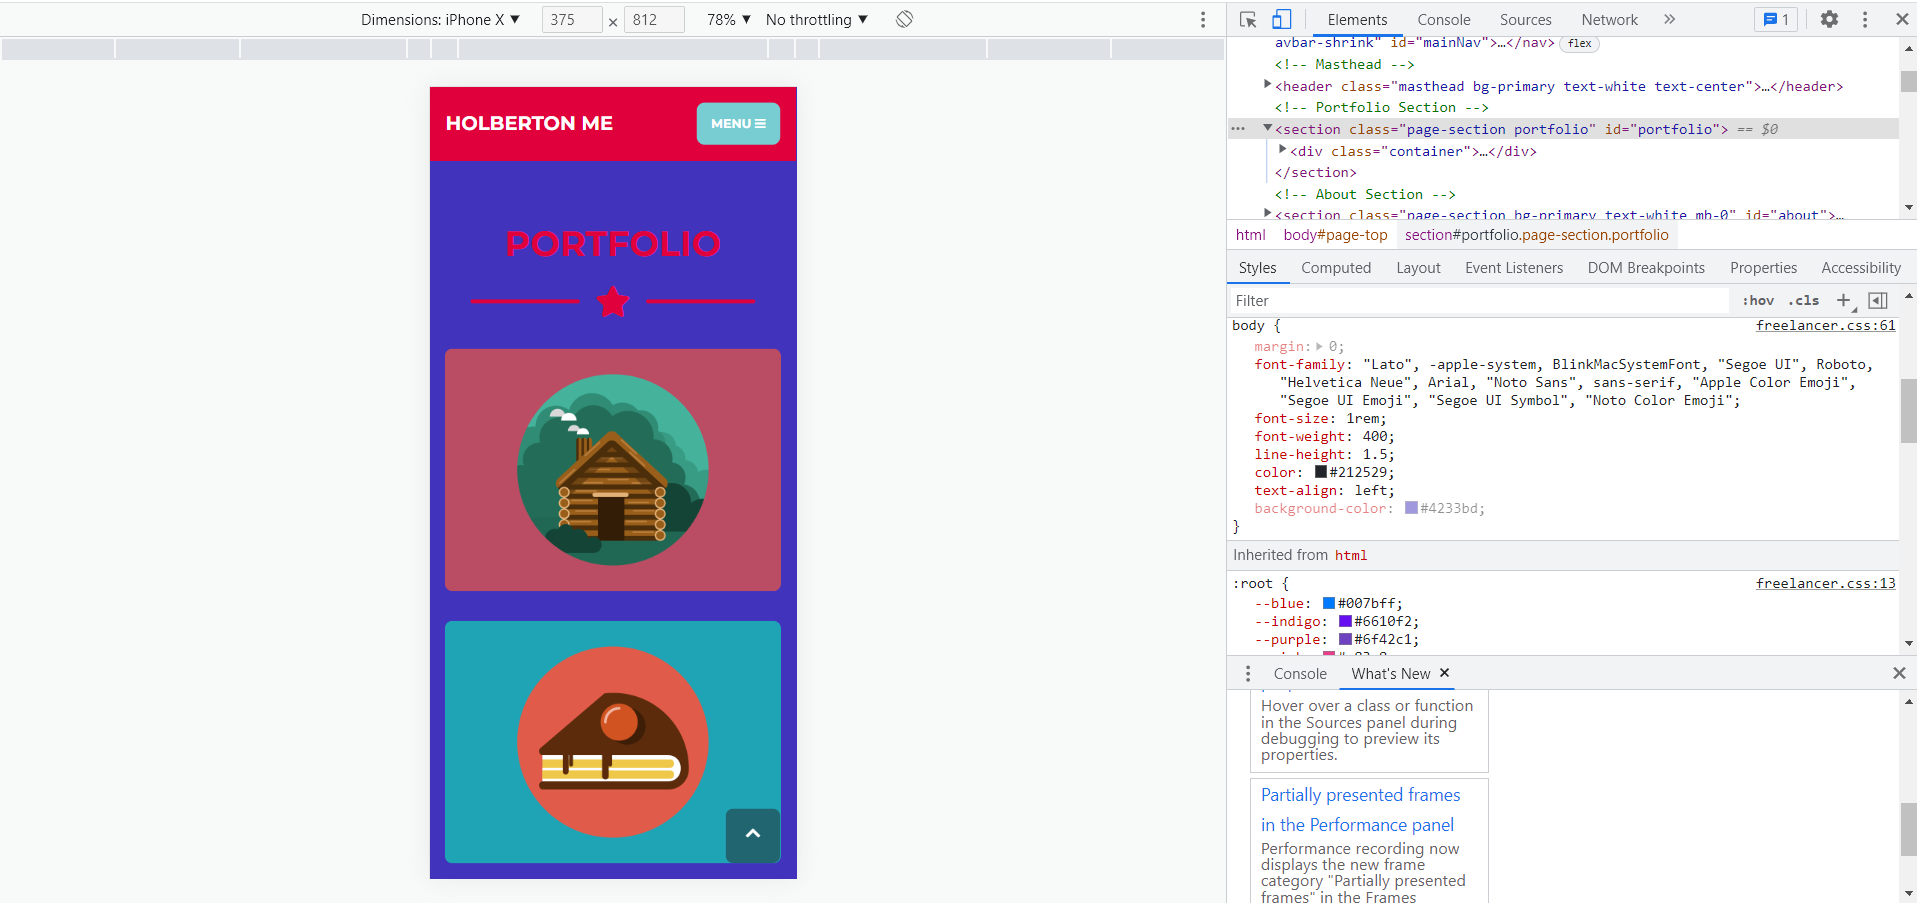 Dimensions: iPhone X ▼ 375 × 812 78% ▼ No throttling ▼
HOLBERTON ME
MENU
PORTFOLIO
Elements Console Sources Network » 1
avbar-shrink" id="mainNav">…</nav> flex
<!-- Masthead -->
<header class="masthead bg-primary text-white text-center">…</header>
<!-- Portfolio Section -->
<section class="page-section portfolio" id="portfolio"> == $0
<div class="container">…</div>
</section>
<!-- About Section -->
<section class="page-section bg-primary text-white mb-0" id="about">…
html body#page-top section#portfolio.page-section.portfolio
Styles Computed Layout Event Listeners DOM Breakpoints Properties Accessibility
Filter :hov .cls +
body { freelancer.css:61
margin: 0;
font-family: "Lato", -apple-system, BlinkMacSystemFont, "Segoe UI", Roboto,
"Helvetica Neue", Arial, "Noto Sans", sans-serif, "Apple Color Emoji",
"Segoe UI Emoji", "Segoe UI Symbol", "Noto Color Emoji";
font-size: 1rem;
font-weight: 400;
line-height: 1.5;
color: #212529;
text-align: left;
background-color: #4233bd;
}
Inherited from html
:root { freelancer.css:13
--blue: #007bff;
--indigo: #6610f2;
--purple: #6f42c1;
Console What's New ×
Hover over a class or function
in the Sources panel during
debugging to preview its
properties.
Partially presented frames
in the Performance panel
Performance recording now
displays the new frame
category "Partially presented
frames" in the Frames